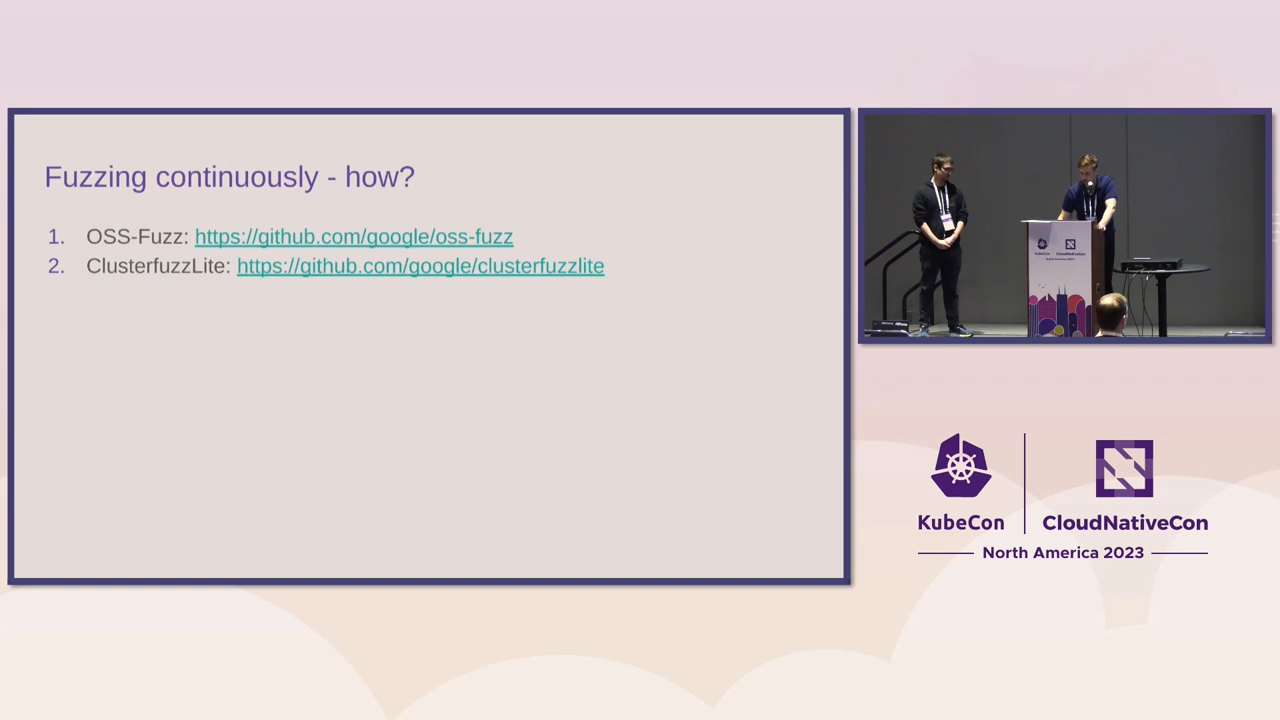 Fuzzing continuously - how?
1. OSS-Fuzz: https://github.com/google/oss-fuzz
2. ClusterfuzzLite: https://github.com/google/clusterfuzzlite
KubeCon
CloudNativeCon
North America 2023